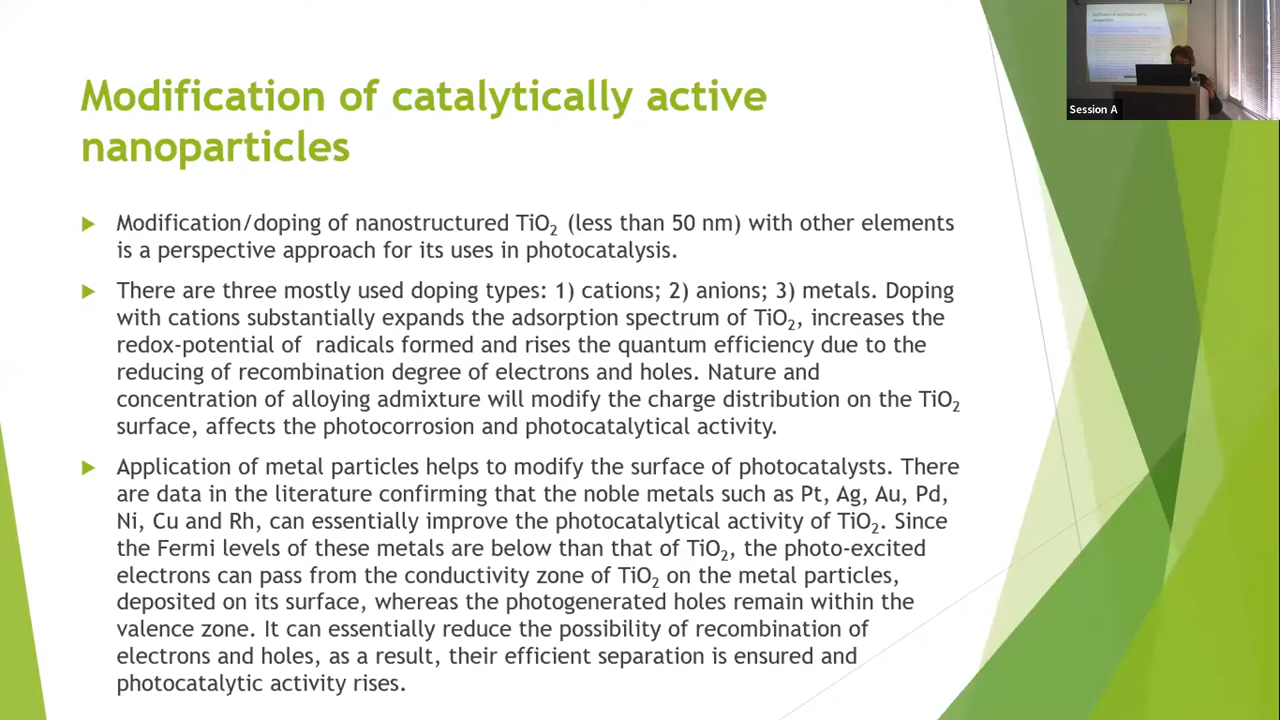 Modification of catalytically active
nanoparticles
Modification/doping of nanostructured TiO₂ (less than 50 nm) with other elements
is a perspective approach for its uses in photocatalysis.
There are three mostly used doping types: 1) cations; 2) anions; 3) metals. Doping
with cations substantially expands the adsorption spectrum of TiO₂, increases the
redox-potential of radicals formed and rises the quantum efficiency due to the
reducing of recombination degree of electrons and holes. Nature and
concentration of alloying admixture will modify the charge distribution on the TiO₂
surface, affects the photocorrosion and photocatalytical activity.
Application of metal particles helps to modify the surface of photocatalysts. There
are data in the literature confirming that the noble metals such as Pt, Ag, Au, Pd,
Ni, Cu and Rh, can essentially improve the photocatalytical activity of TiO₂. Since
the Fermi levels of these metals are below than that of TiO₂, the photo-excited
electrons can pass from the conductivity zone of TiO₂ on the metal particles,
deposited on its surface, whereas the photogenerated holes remain within the
valence zone. It can essentially reduce the possibility of recombination of
electrons and holes, as a result, their efficient separation is ensured and
photocatalytic activity rises.
Session A